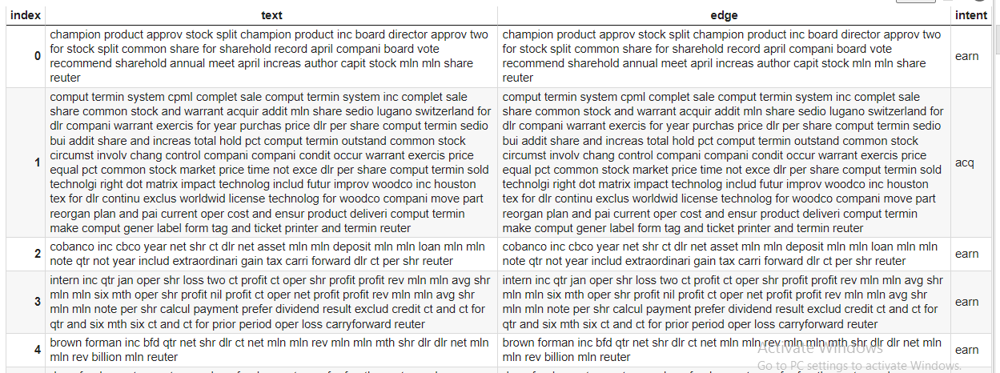 index text edge intent
0
champion product approv stock split champion product inc board director approv two
for stock split common share for sharehold record april compani board vote
recommend sharehold annual meet april increas author capit stock mln mln share
reuter
champion product approv stock split champion product inc board director approv two
for stock split common share for sharehold record april compani board vote
recommend sharehold annual meet april increas author capit stock mln mln share
reuter
earn
1
comput termin system cpml complet sale comput termin system inc complet sale
share common stock and warrant acquir addit mln share sedio lugano switzerland for
dlr compani warrant exercis for year purchas price dlr per share comput termin sedio
bui addit share and increas total hold pct comput termin outstand common stock
circumst involv chang control compani compani condit occur warrant exercis price
equal pct common stock market price time not exce dlr per share comput termin sold
technolgi right dot matrix impact technolog includ futur improv woodco inc houston
tex for dlr continu exclus worldwid license technolog for woodco compani move part
reorgan plan and pai current oper cost and ensur product deliveri comput termin
make comput gener label form tag and ticket printer and termin reuter
comput termin system cpml complet sale comput termin system inc complet sale
share common stock and warrant acquir addit mln share sedio lugano switzerland for
dlr compani warrant exercis for year purchas price dlr per share comput termin sedio
bui addit share and increas total hold pct comput termin outstand common stock
circumst involv chang control compani compani condit occur warrant exercis price
equal pct common stock market price time not exce dlr per share comput termin sold
technolgi right dot matrix impact technolog includ futur improv woodco inc houston
tex for dlr continu exclus worldwid license technolog for woodco compani move part
reorgan plan and pai current oper cost and ensur product deliveri comput termin
make comput gener label form tag and ticket printer and termin reuter
acq
2
cobanco inc cbco year net shr ct dlr net asset mln mln deposit mln mln loan mln mln
note qtr not year includ extraordinari gain tax carri forward dlr ct per shr reuter
cobanco inc cbco year net shr ct dlr net asset mln mln deposit mln mln loan mln mln
note qtr not year includ extraordinari gain tax carri forward dlr ct per shr reuter
earn
3
intern inc qtr jan oper shr loss two ct profit ct oper shr profit profit rev mln mln avg shr
mln mln six mth oper shr profit nil profit ct oper net profit profit rev mln mln avg shr
mln mln note per shr calcul payment prefer dividend result exclud credit ct and ct for
qtr and six mth six ct and ct for prior period oper loss carryforward reuter
intern inc qtr jan oper shr loss two ct profit ct oper shr profit profit rev mln mln avg shr
mln mln six mth oper shr profit nil profit ct oper net profit profit rev mln mln avg shr
mln mln note per shr calcul payment prefer dividend result exclud credit ct and ct for
qtr and six mth six ct and ct for prior period oper loss carryforward reuter
earn
4
brown forman inc bfd qtr net shr dlr ct net mln mln rev mln mln mth shr dlr dlr net mln
mln rev billion mln reuter
brown forman inc bfd qtr net shr dlr ct net mln mln rev mln mln mth shr dlr dlr net mln
mln rev billion mln reuter
earn
Activate Windows
Go to PC settings to activate Windows.